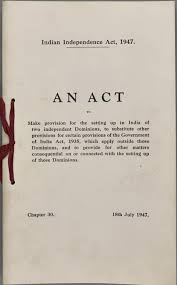 Indian Independence Act, 1947.
AN ACT
TO
Make provision for the setting up in India of
two independent Dominions, to substitute other
provisions for certain provisions of the Government
of India Act, 1935, which apply outside those
Dominions, and to provide for other matters
consequential on or connected with the setting up
of those Dominions.
Chapter 30. 18th July 1947.